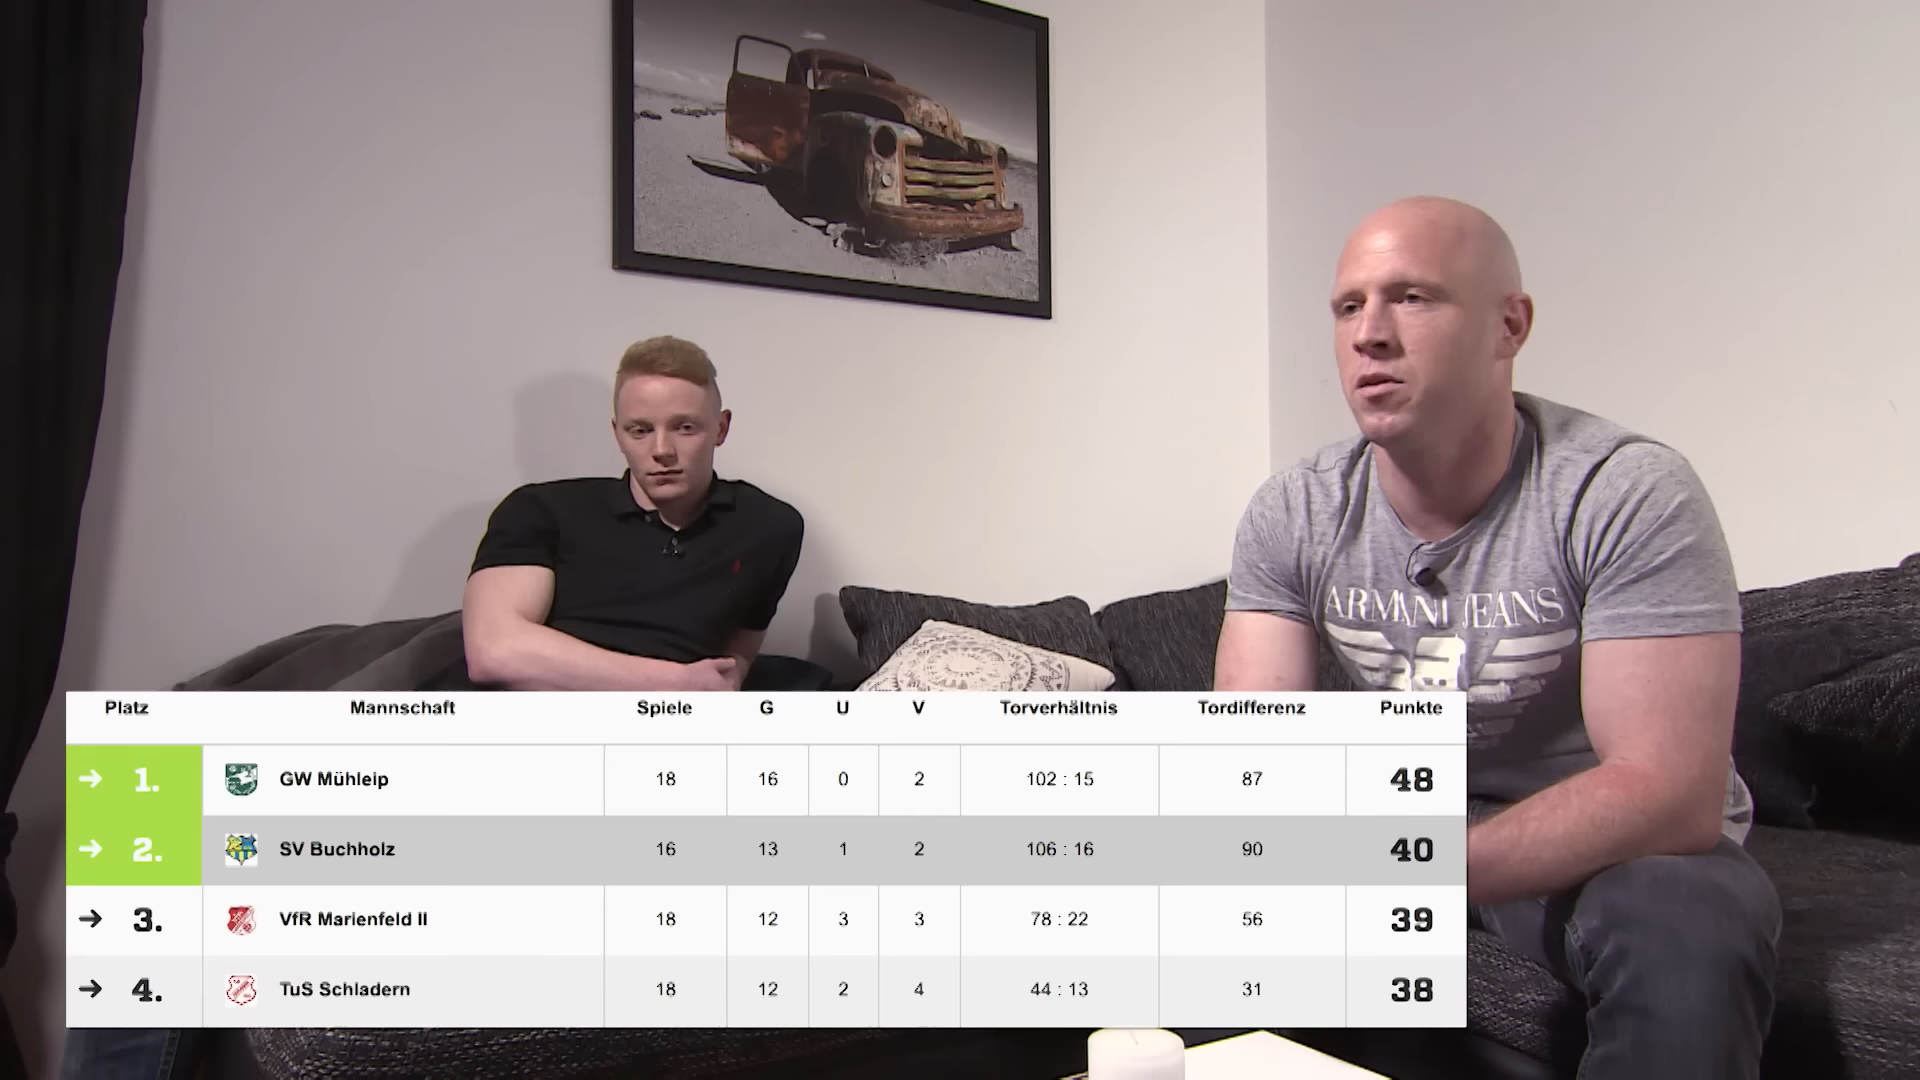 ARMANI JEANS
Platz Mannschaft Spiele G U V Torverhältnis Tordifferenz Punkte
→ 1. GW Mühleip 18 16 0 2 102 : 15 87 48
→ 2. SV Buchholz 16 13 1 2 106 : 16 90 40
→ 3. VfR Marienfeld II 18 12 3 3 78 : 22 56 39
→ 4. TuS Schladern 18 12 2 4 44 : 13 31 38